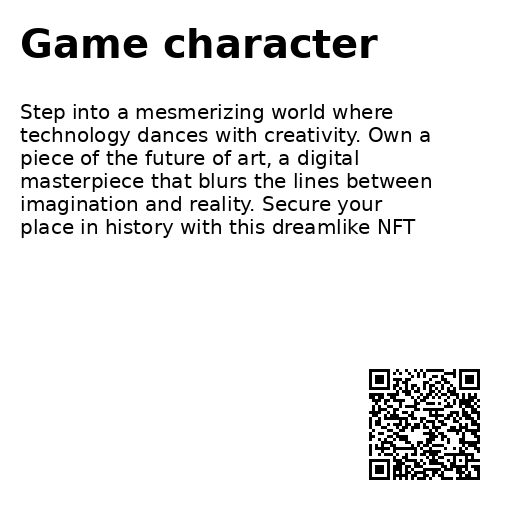 Game character
Step into a mesmerizing world where
technology dances with creativity. Own a
piece of the future of art, a digital
masterpiece that blurs the lines between
imagination and reality. Secure your
place in history with this dreamlike NFT